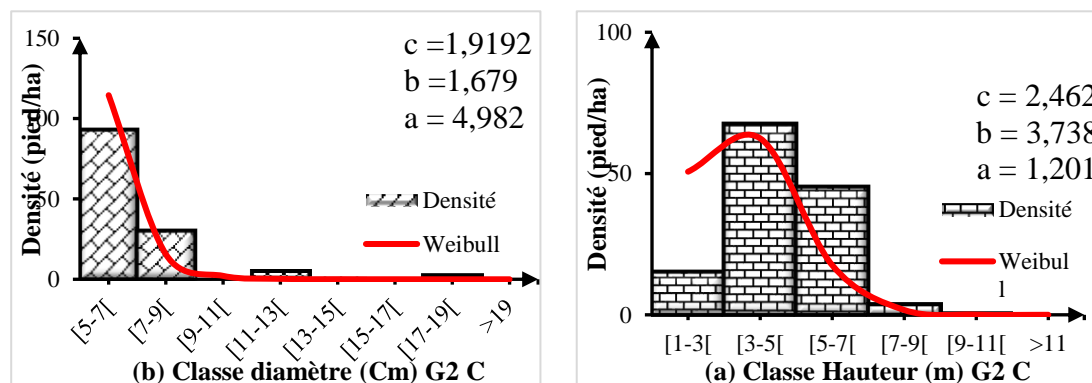 150
100
50
0
Densité (pied/ha)
c =1,9192
b =1,679
a = 4,982
Densité
Weibull
[5-7[
[7-9[
[9-11[
[11-13[
[13-15[
[15-17[
[17-19[
>19
(b) Classe diamètre (Cm) G2 C
100
50
0
Densité (pied/ha)
c = 2,462
b = 3,738
a = 1,201
Densité
Weibul
l
[1-3[
[3-5[
[5-7[
[7-9[
[9-11[
>11
(a) Classe Hauteur (m) G2 C